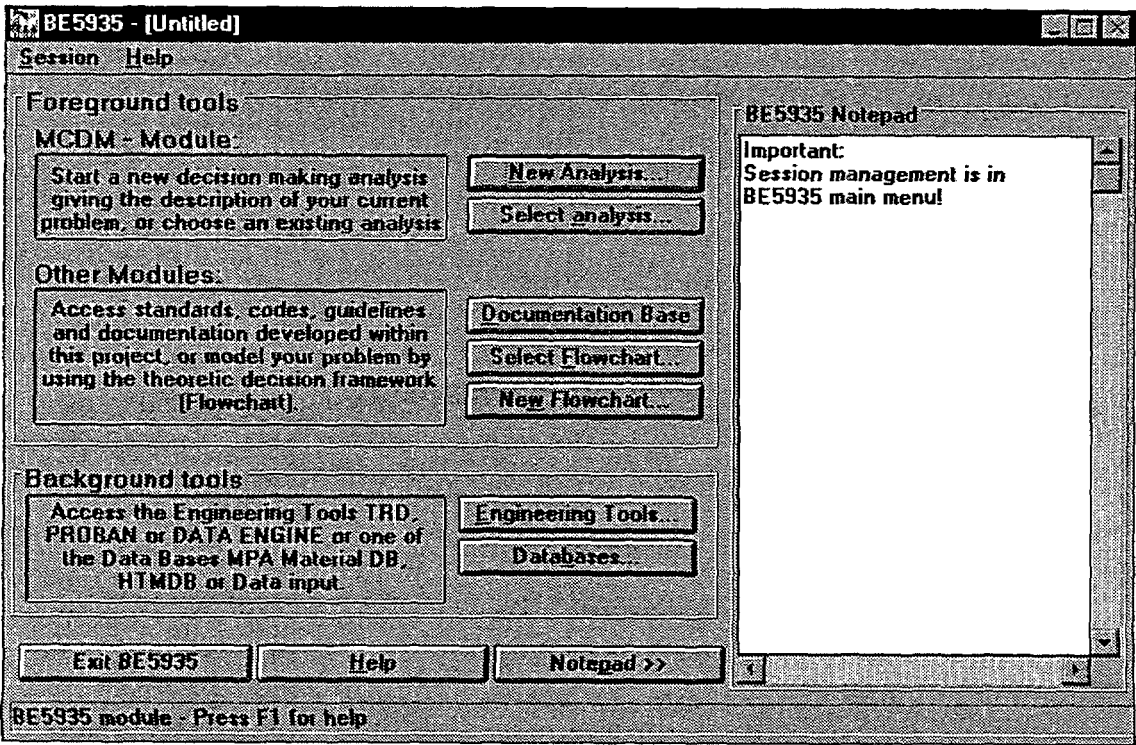 BE5935 - [Untitled]
Session Help
Foreground tools
MCDM - Module:
Start a new decision making analysis
giving the description of your current
problem, or choose an existing analysis
New Analysis...
Select analysis...
Other Modules:
Access standards, codes, guidelines
and documentation developed within
this project, or model your problem by
using the theoretic decision framework
(Flowchart).
Documentation Base
Select Flowchart...
New Flowchart...
Background tools
Access the Engineering Tools TRD,
PROBAN or DATA ENGINE or one of
the Data Bases MPA Material DB,
HTMDB or Data input.
Engineering Tools...
Databases...
Exit BE5935
Help
Notepad >>
BE5935 Notepad
Important:
Session management is in
BE5935 main menu!
BE5935 module - Press F1 for help